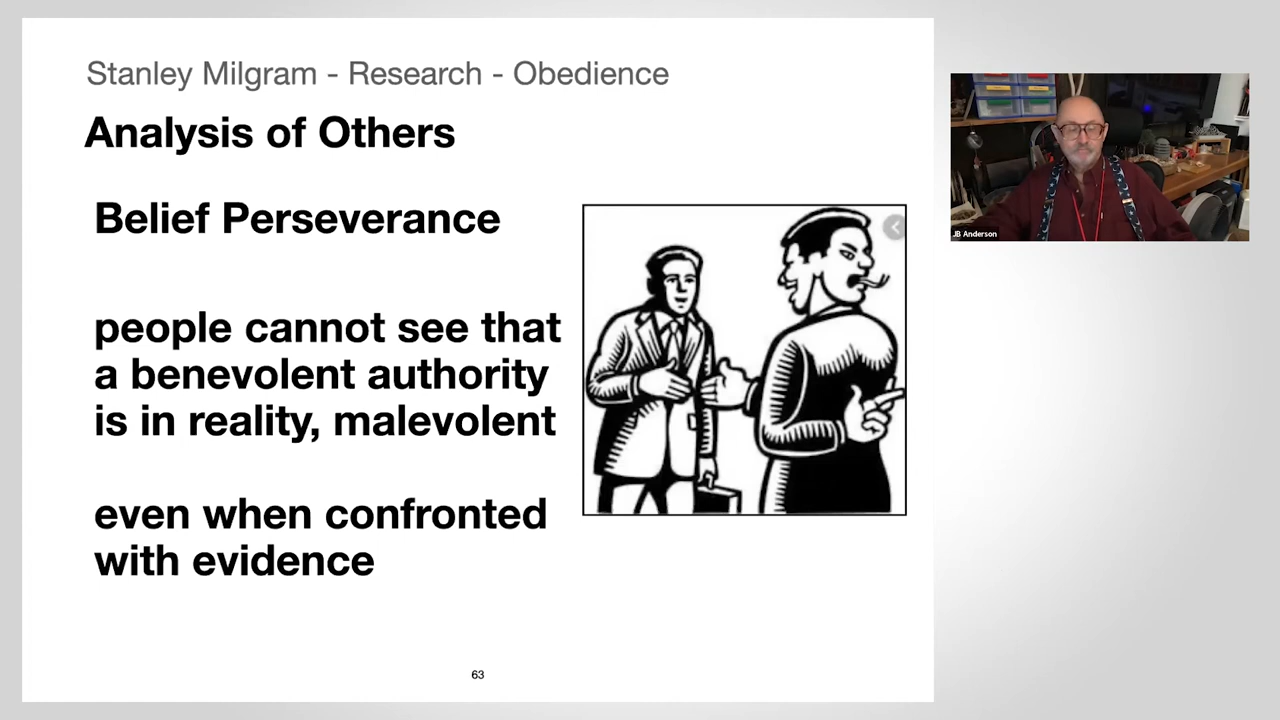 Stanley Milgram - Research - Obedience
Analysis of Others
Belief Perseverance
people cannot see that
a benevolent authority
is in reality, malevolent
even when confronted
with evidence
63
JB Anderson